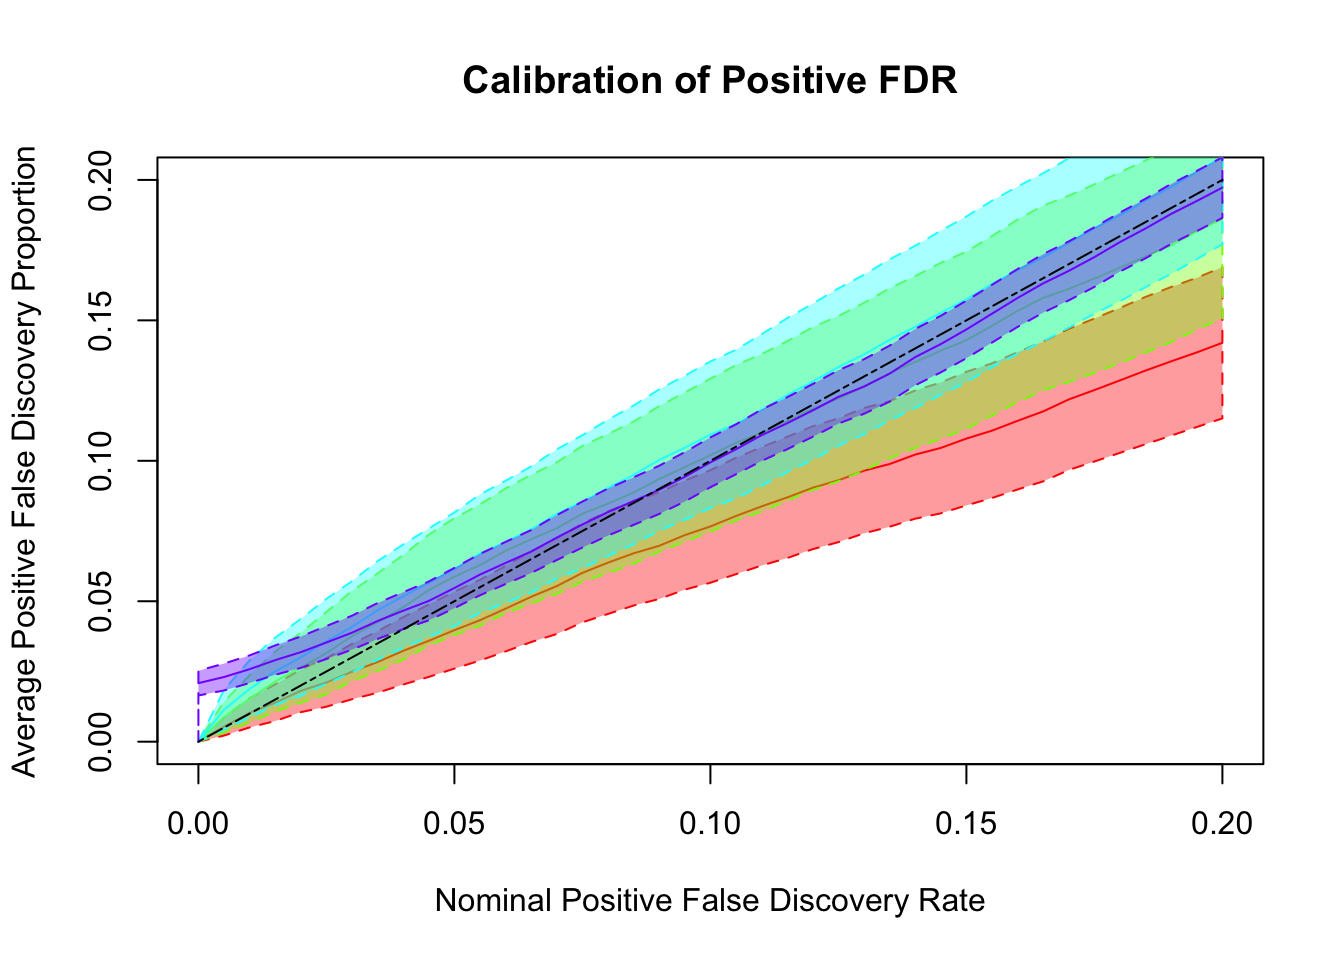 Calibration of Positive FDR
Average Positive False Discovery Proportion
0.20
0.15
0.10
0.05
0.00
0.00 0.05 0.10 0.15 0.20
Nominal Positive False Discovery Rate